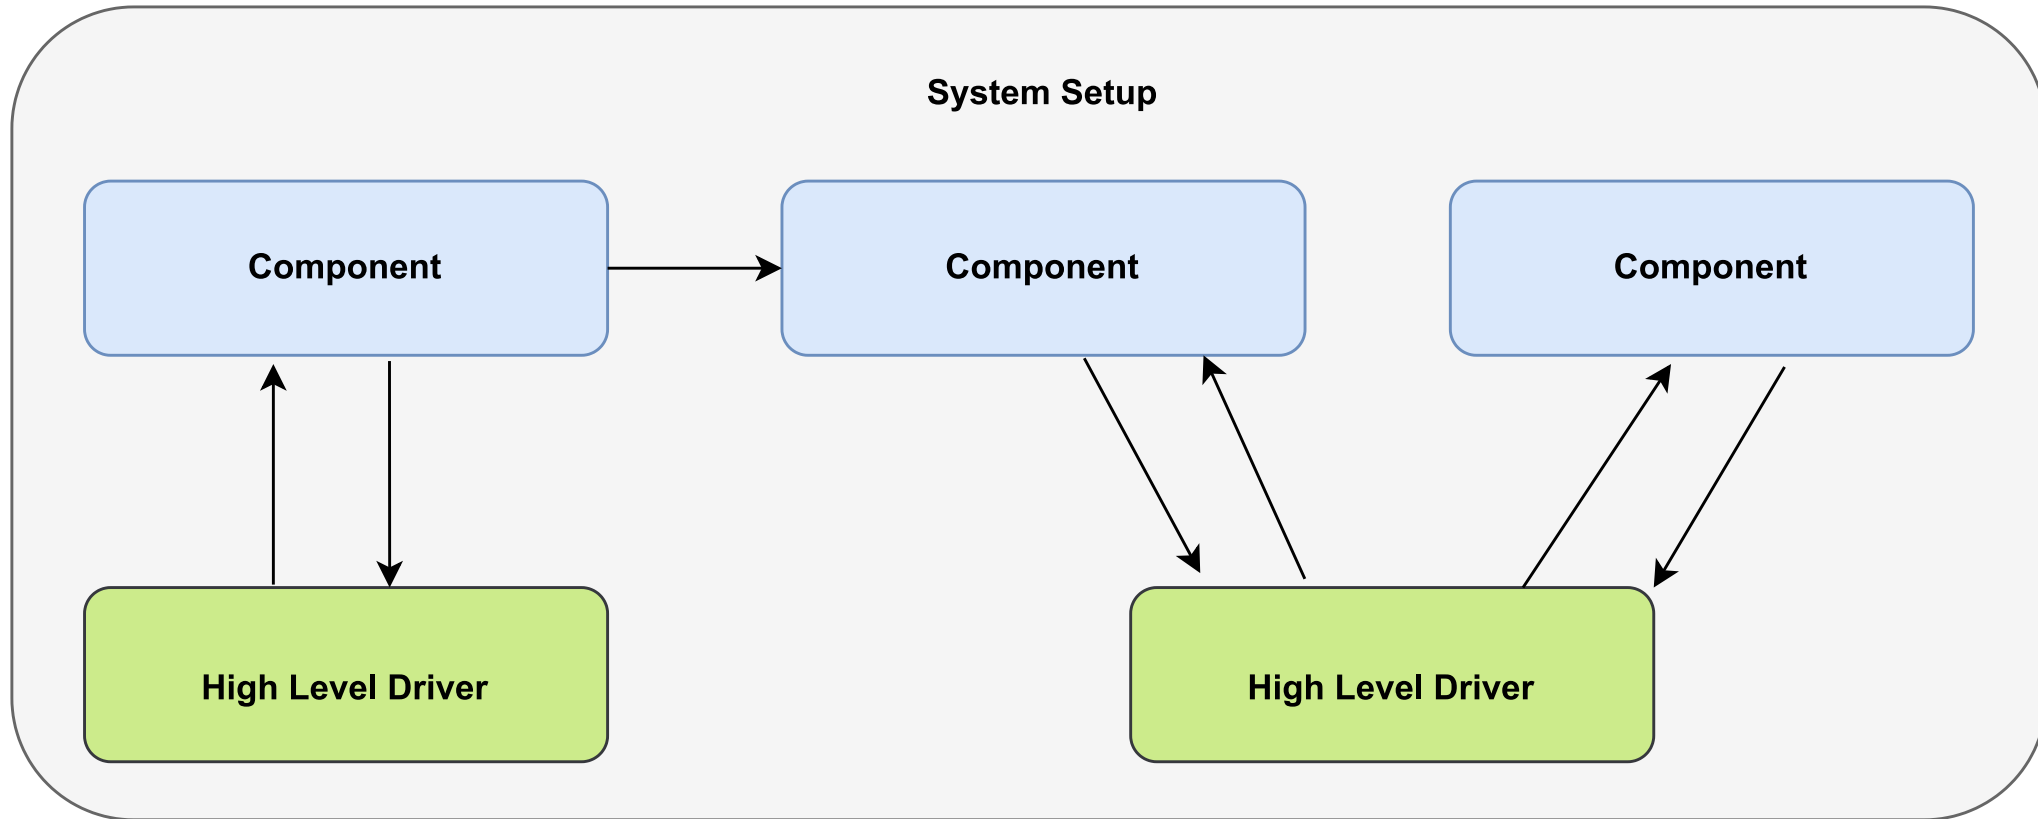 System Setup
Component
Component
Component
High Level Driver
High Level Driver